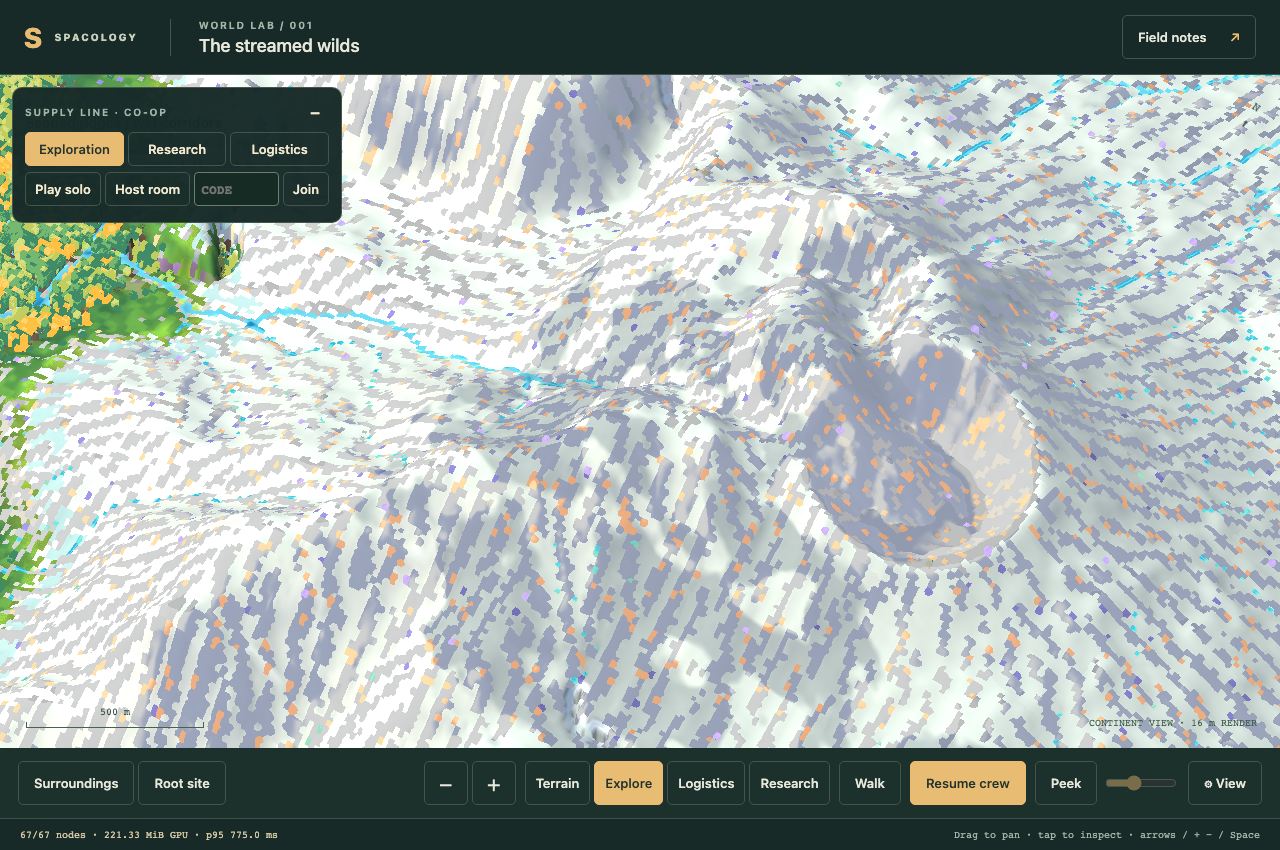 S SPACOLOGY
WORLD LAB / 001
The streamed wilds
Field notes ↗
SUPPLY LINE · CO-OP −
Exploration Research Logistics
Play solo Host room CODE Join
500 m
CONTINENT VIEW · 16 m RENDER
Surroundings Root site − + Terrain Explore Logistics Research Walk Resume crew Peek ⚙ View
67/67 nodes · 221.33 MiB GPU · p95 775.0 ms
Drag to pan · tap to inspect · arrows / + − / Space